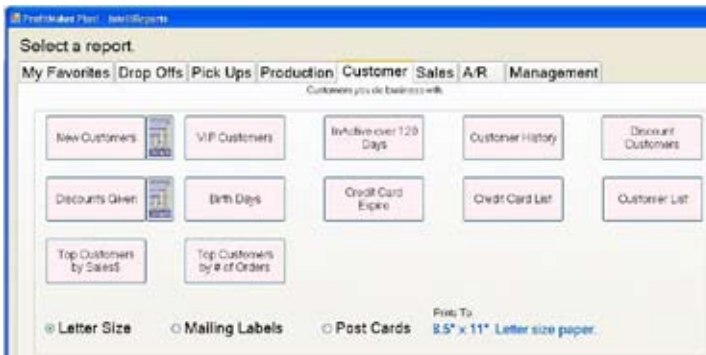 ProfitMaker Plus! - IntelliReports
Select a report.
My Favorites Drop Offs Pick Ups Production Customer Sales A/R Management
Customers you do business with.
New Customers VIP Customers InActive over 120 Days Customer History Discount Customers
Discounts Given Birth Days Credit Card Expire Credit Card List Customer List
Top Customers by Sales$ Top Customers by # of Orders
Letter Size Mailing Labels Post Cards Prints To:
8.5" x 11" Letter size paper.